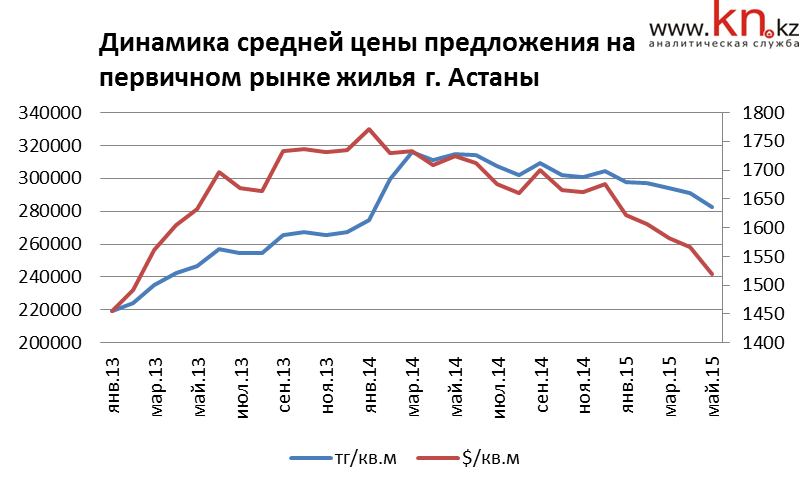 www.kn.kz
аналитическая служба
Динамика средней цены предложения на
первичном рынке жилья г. Астаны
340000
320000
300000
280000
260000
240000
220000
200000
1800
1750
1700
1650
1600
1550
1500
1450
1400
янв.13
мар.13
май.13
июл.13
сен.13
ноя.13
янв.14
мар.14
май.14
июл.14
сен.14
ноя.14
янв.15
мар.15
май.15
тг/кв.м
$/кв.м